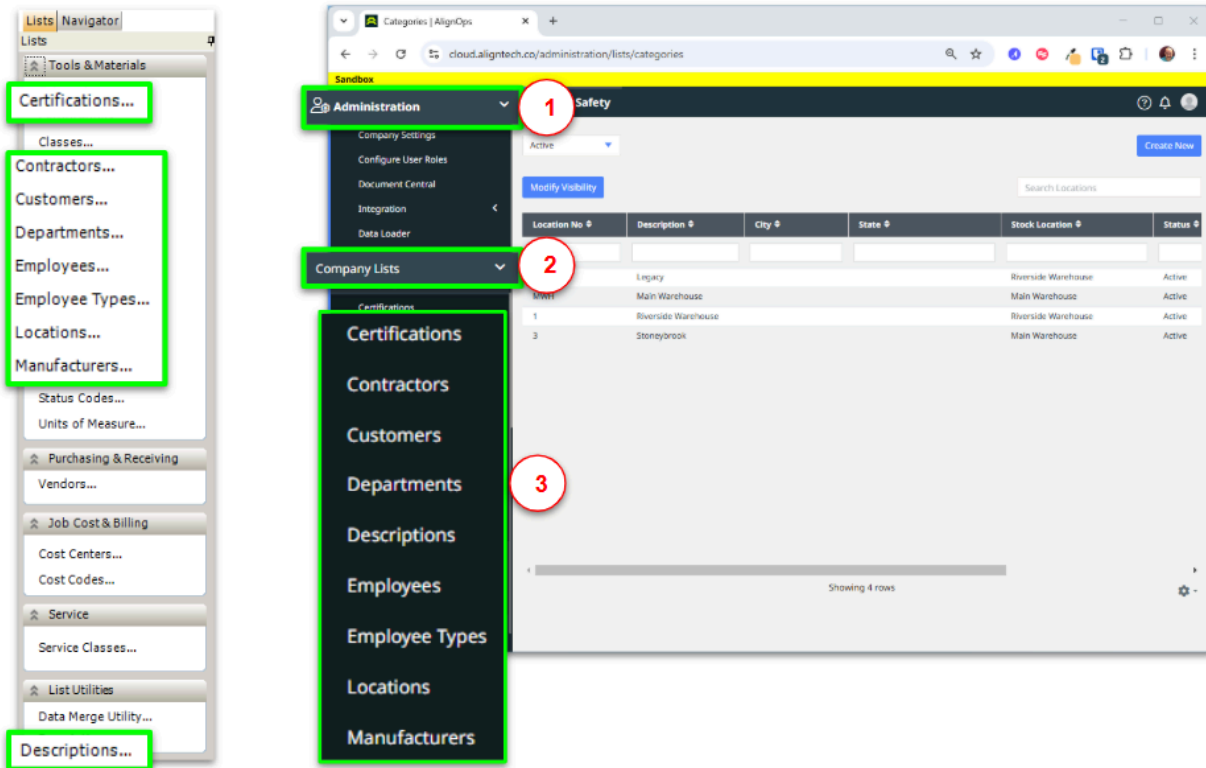 Lists Navigator
Lists
Tools & Materials
Certifications...
Classes...
Contractors...
Customers...
Departments...
Employees...
Employee Types...
Locations...
Manufacturers...
Status Codes...
Units of Measure...
Purchasing & Receiving
Vendors...
Job Cost & Billing
Cost Centers...
Cost Codes...
Service
Service Classes...
List Utilities
Data Merge Utility...
Descriptions...
Categories | AlignOps
cloud.aligntech.co/administration/lists/categories
Sandbox
Administration
1
Safety
Company Settings
Configure User Roles
Document Central
Integration
Data Loader
Company Lists
2
Certifications
Certifications
Contractors
Customers
Departments
3
Descriptions
Employees
Employee Types
Locations
Manufacturers
Active
Create New
Modify Visibility
Search Locations
Location No Description City State Stock Location Status
Legacy Riverside Warehouse Active
MWH Main Warehouse Main Warehouse Active
1 Riverside Warehouse Riverside Warehouse Active
3 Stoneybrook Main Warehouse Active
Showing 4 rows